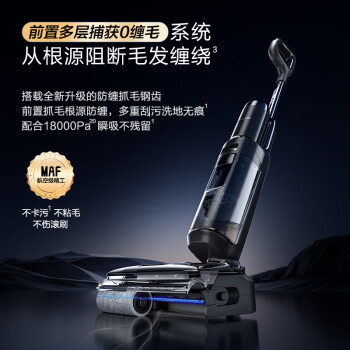 前置多层捕获0缠毛系统
从根源阻断毛发缠绕³
搭载全新升级的防缠抓毛钢齿
前置抓毛根源防缠，多重刮污洗地无痕¹
配合18000Pa²⁰瞬吸不残留¹
MAF
航空级精工
不卡污¹ 不粘毛
不伤滚刷